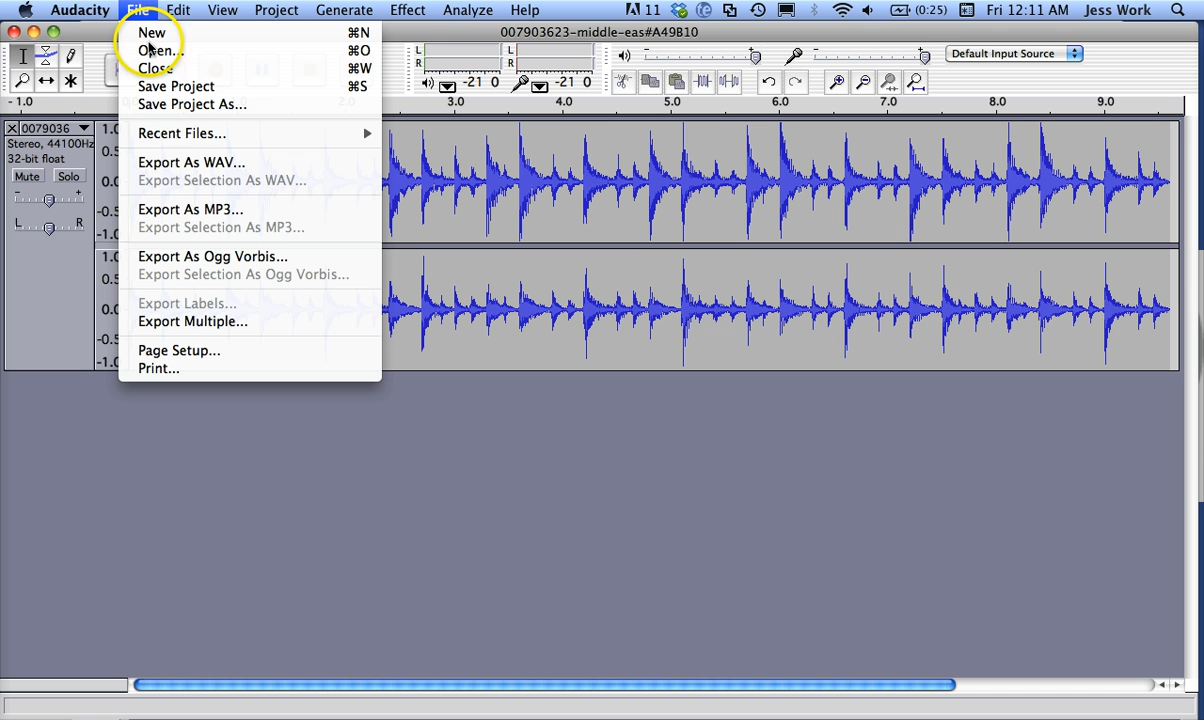 Audacity File Edit View Project Generate Effect Analyze Help 11 (0:25) Fri 12:11 AM Jess Work
007903623-middle-eas#A49B10
L R L R -21 0 -21 0 Default Input Source
- 1.0 2.0 3.0 4.0 5.0 6.0 7.0 8.0 9.0
New ⌘N
Open... ⌘O
Close ⌘W
Save Project ⌘S
Save Project As...
Recent Files...
Export As WAV...
Export Selection As WAV...
Export As MP3...
Export Selection As MP3...
Export As Ogg Vorbis...
Export Selection As Ogg Vorbis...
Export Labels...
Export Multiple...
Page Setup...
Print...
0079036
Stereo, 44100Hz
32-bit float
Mute Solo
- +
L R
1.0
0.5
0.0
-0.5
-1.0
1.0
0.5
0.0
-0.5
-1.0